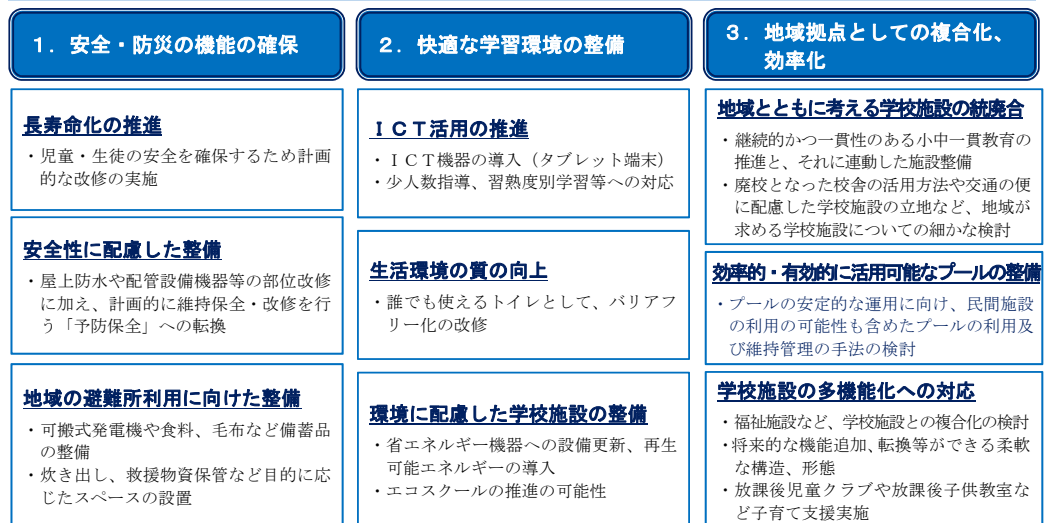 １．安全・防災の機能の確保
長寿命化の推進
・児童・生徒の安全を確保するため計画
的な改修の実施
安全性に配慮した整備
・屋上防水や配管設備機器等の部位改修
に加え、計画的に維持保全・改修を行
う「予防保全」への転換
地域の避難所利用に向けた整備
・可搬式発電機や食料、毛布など備蓄品
の整備
・炊き出し、救援物資保管など目的に応
じたスペースの設置
２．快適な学習環境の整備
ＩＣＴ活用の推進
・ＩＣＴ機器の導入（タブレット端末）
・少人数指導、習熟度別学習等への対応
生活環境の質の向上
・誰でも使えるトイレとして、バリアフ
リー化の改修
環境に配慮した学校施設の整備
・省エネルギー機器への設備更新、再生
可能エネルギーの導入
・エコスクールの推進の可能性
３．地域拠点としての複合化、
効率化
地域とともに考える学校施設の統廃合
・継続的かつ一貫性のある小中一貫教育の
推進と、それに連動した施設整備
・廃校となった校舎の活用方法や交通の便
に配慮した学校施設の立地など、地域が
求める学校施設についての細かな検討
効率的・有効的に活用可能なプールの整備
・プールの安定的な運用に向け、民間施設
の利用の可能性も含めたプールの利用及
び維持管理の手法の検討
学校施設の多機能化への対応
・福祉施設など、学校施設との複合化の検討
・将来的な機能追加、転換等ができる柔軟
な構造、形態
・放課後児童クラブや放課後子供教室な
ど子育て支援実施